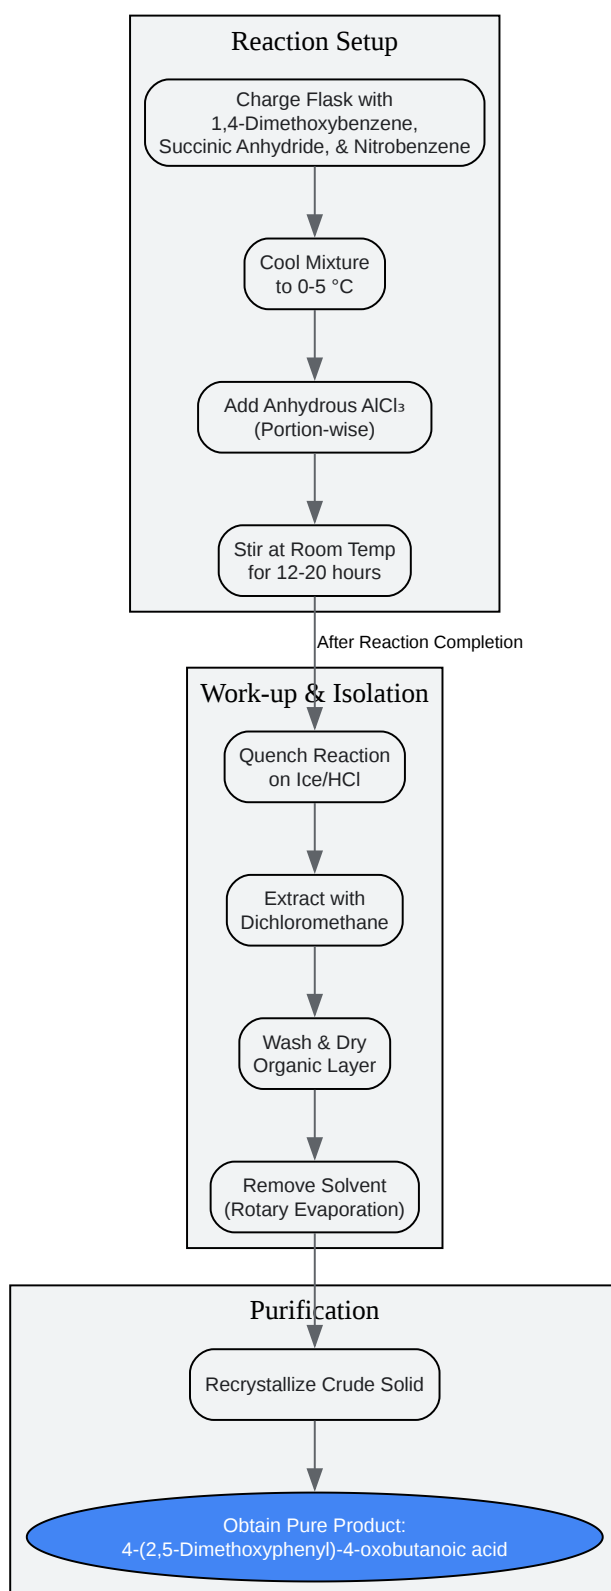 Reaction Setup
Charge Flask with
1,4-Dimethoxybenzene,
Succinic Anhydride, & Nitrobenzene
Cool Mixture
to 0-5 °C
Add Anhydrous AlCl₃
(Portion-wise)
Stir at Room Temp
for 12-20 hours
After Reaction Completion
Work-up & Isolation
Quench Reaction
on Ice/HCl
Extract with
Dichloromethane
Wash & Dry
Organic Layer
Remove Solvent
(Rotary Evaporation)
Purification
Recrystallize Crude Solid
Obtain Pure Product:
4-(2,5-Dimethoxyphenyl)-4-oxobutanoic acid